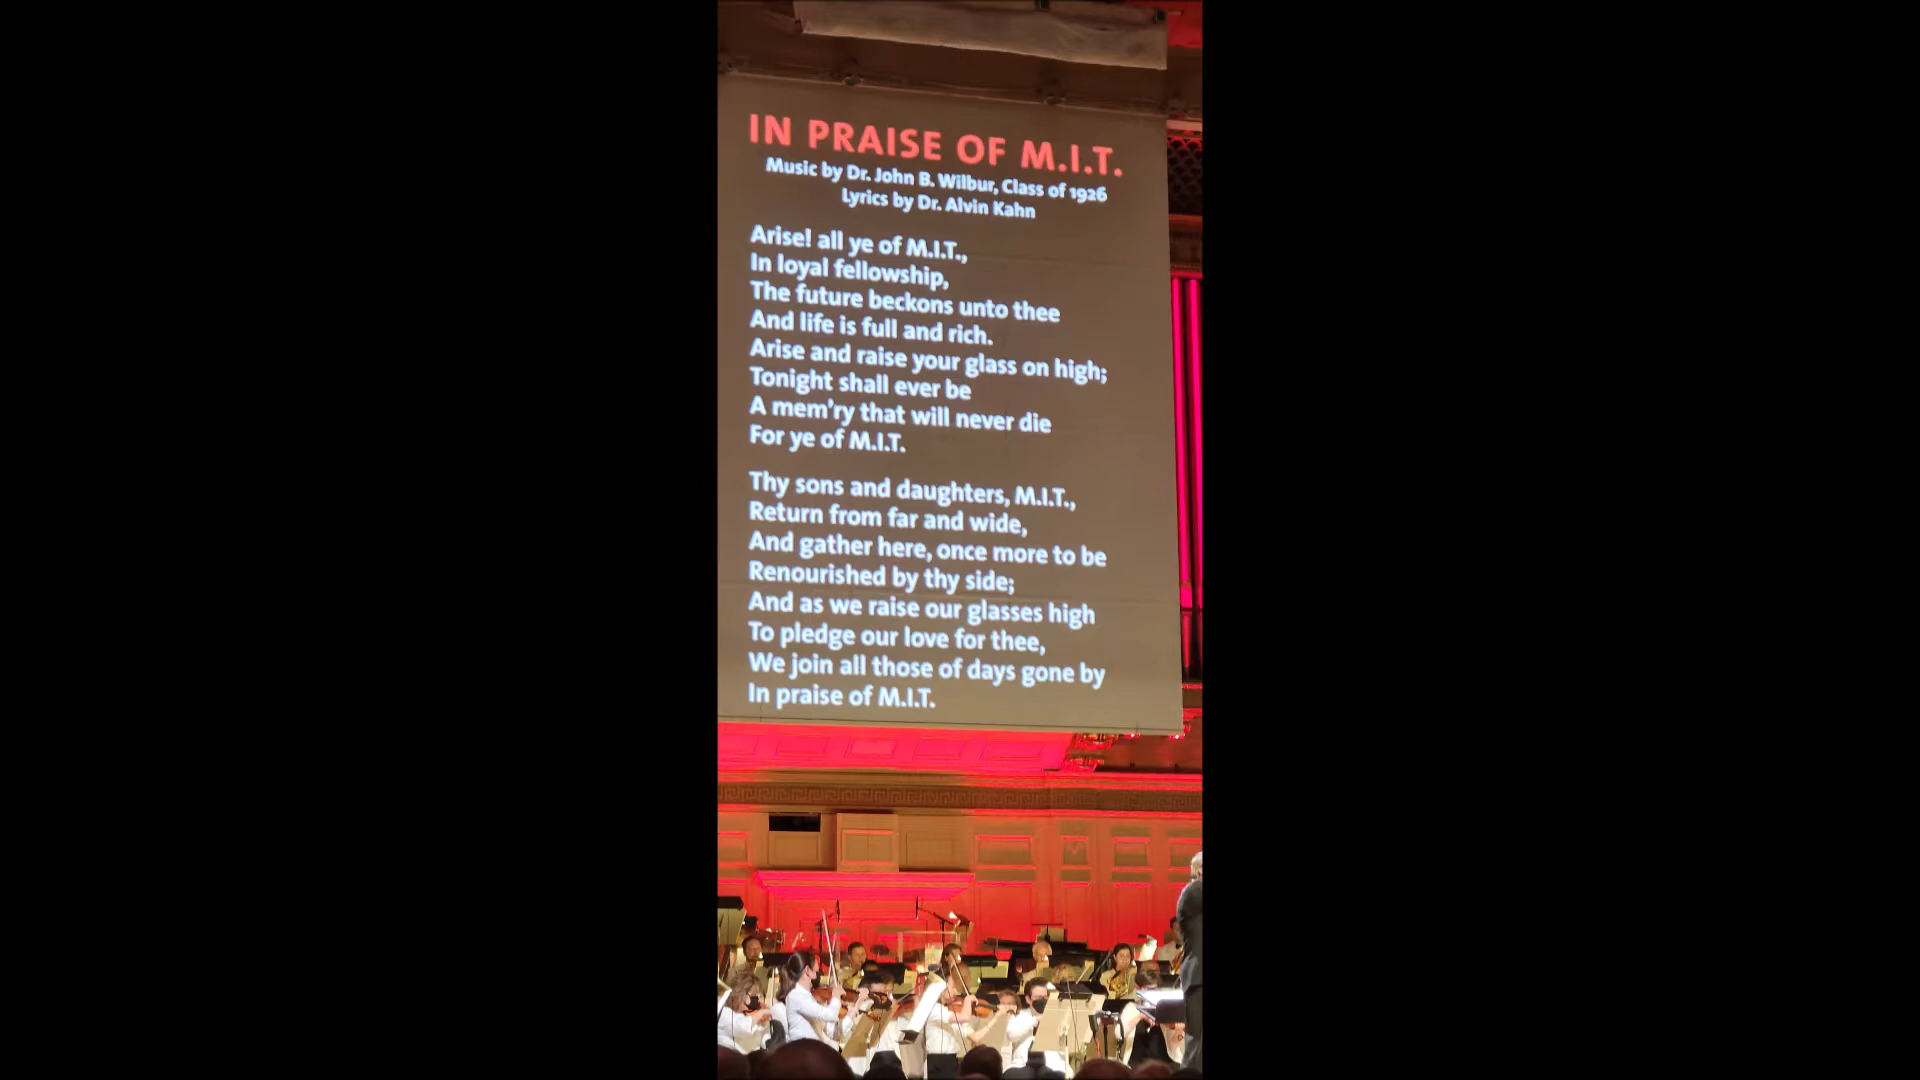 IN PRAISE OF M.I.T.
Music by Dr. John B. Wilbur, Class of 1926
Lyrics by Dr. Alvin Kahn
Arise! all ye of M.I.T.,
In loyal fellowship,
The future beckons unto thee
And life is full and rich.
Arise and raise your glass on high;
Tonight shall ever be
A mem’ry that will never die
For ye of M.I.T.
Thy sons and daughters, M.I.T.,
Return from far and wide,
And gather here, once more to be
Renourished by thy side;
And as we raise our glasses high
To pledge our love for thee,
We join all those of days gone by
In praise of M.I.T.